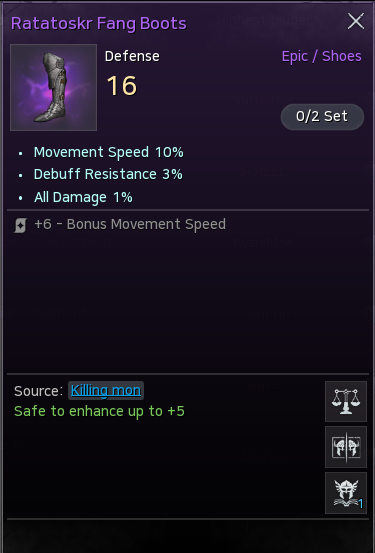 Ratatoskr Fang Boots
Defense
Epic / Shoes
16
0/2 Set
Movement Speed 10%
Debuff Resistance 3%
All Damage 1%
+6 - Bonus Movement Speed
Source: Killing mon
Safe to enhance up to +5
1